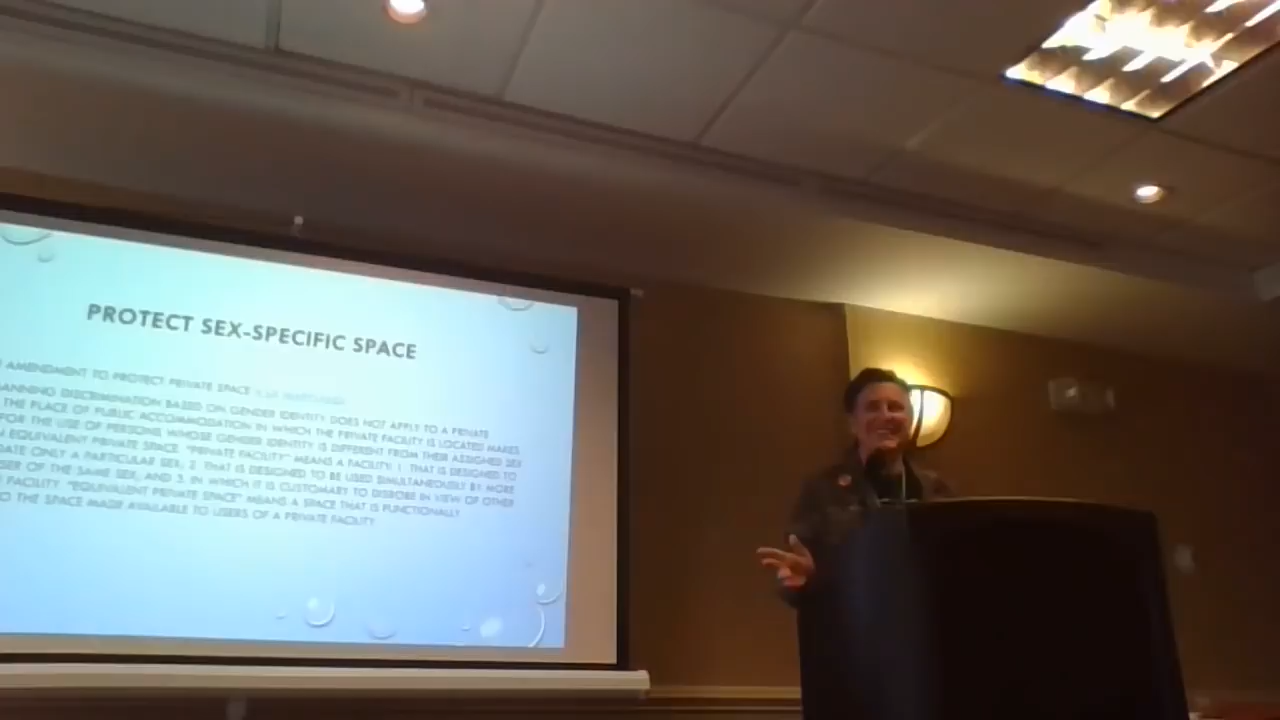 PROTECT SEX-SPECIFIC SPACE
AMENDMENT TO PROTECT PRIVATE SPACE
BANNING DISCRIMINATION BASED ON GENDER IDENTITY DOES NOT APPLY TO A PRIVATE
THE PLACE OF PUBLIC ACCOMMODATION IN WHICH THE PRIVATE FACILITY IS LOCATED MAKES
FOR THE USE OF PERSONS WHOSE GENDER IDENTITY IS DIFFERENT FROM THEIR ASSIGNED SEX
EQUIVALENT PRIVATE SPACE. "PRIVATE FACILITY" MEANS A FACILITY: 1. THAT IS DESIGNED TO
ONLY A PARTICULAR SEX; 2. THAT IS DESIGNED TO BE USED SIMULTANEOUSLY BY MORE
OF THE SAME SEX; AND 3. IN WHICH IT IS CUSTOMARY TO DISROBE IN VIEW OF OTHER
FACILITY. "EQUIVALENT PRIVATE SPACE" MEANS A SPACE THAT IS FUNCTIONALLY
TO THE SPACE MADE AVAILABLE TO USERS OF A PRIVATE FACILITY